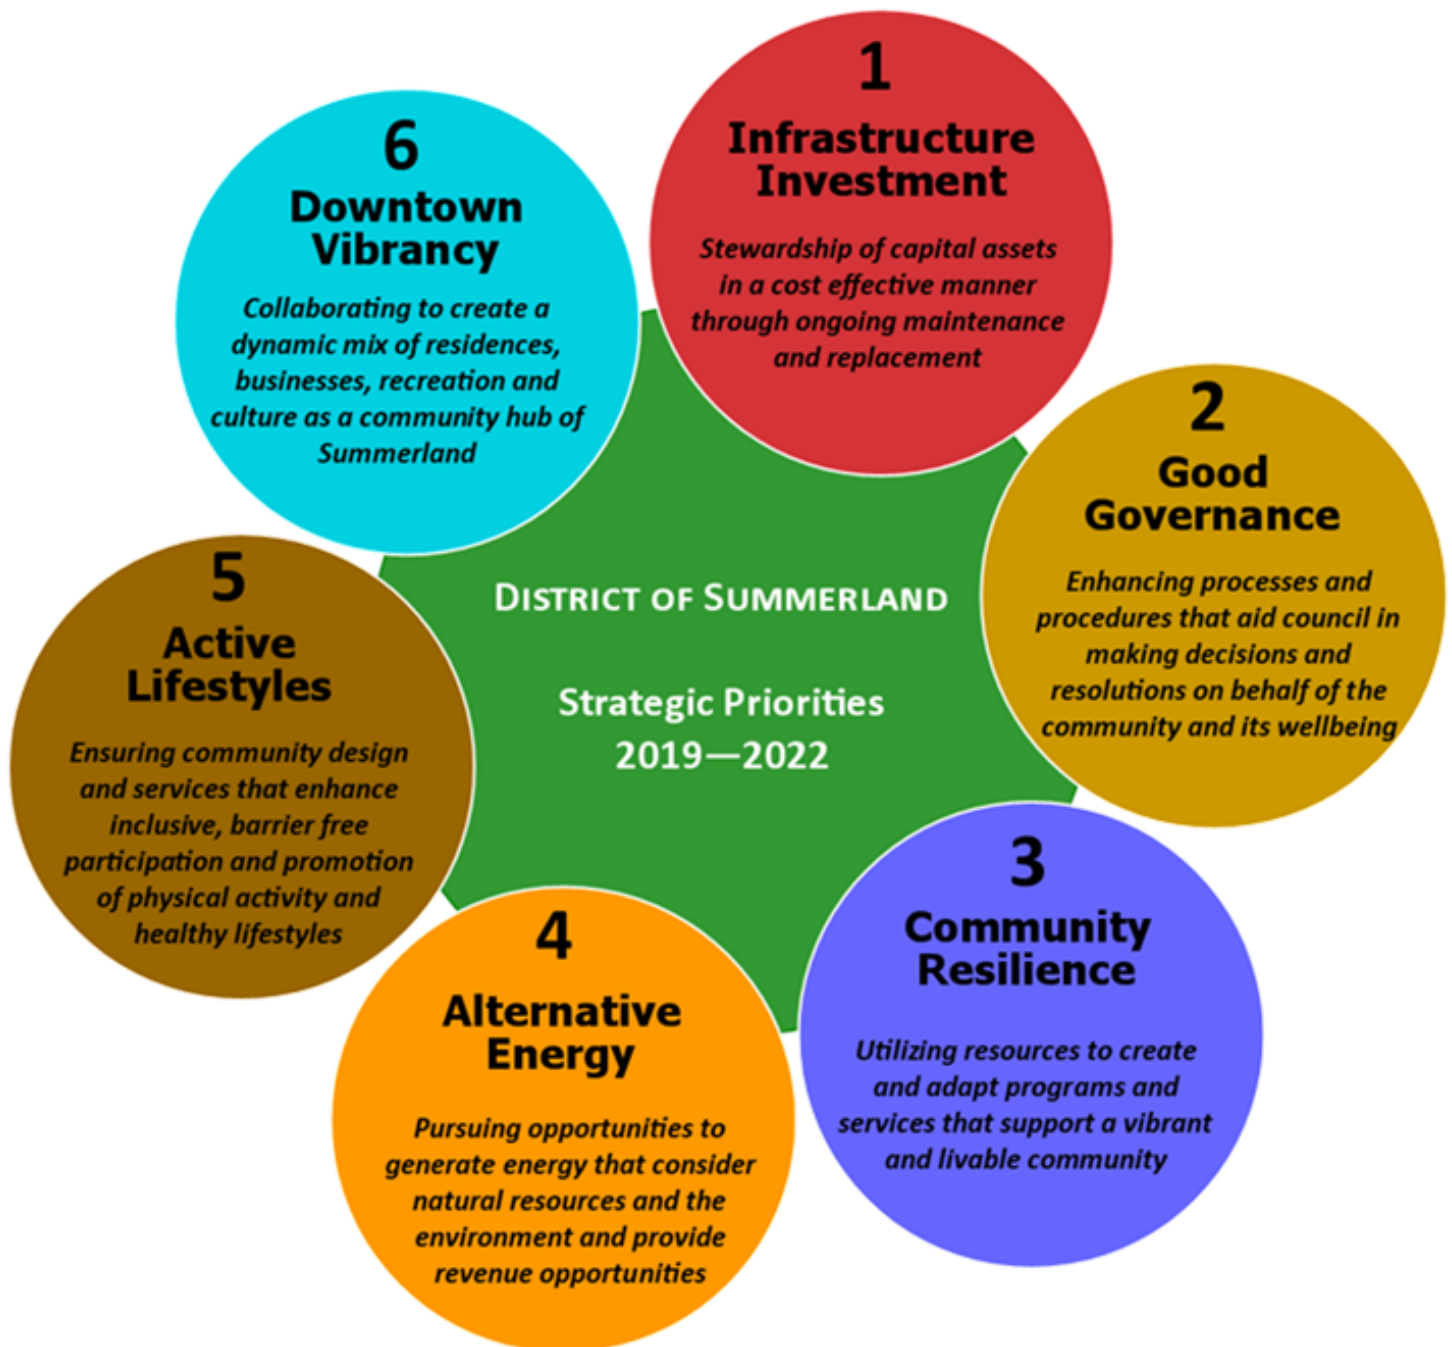 1
Infrastructure
Investment
Stewardship of capital assets
in a cost effective manner
through ongoing maintenance
and replacement
2
Good
Governance
Enhancing processes and
procedures that aid council in
making decisions and
resolutions on behalf of the
community and its wellbeing
3
Community
Resilience
Utilizing resources to create
and adapt programs and
services that support a vibrant
and livable community
4
Alternative
Energy
Pursuing opportunities to
generate energy that consider
natural resources and the
environment and provide
revenue opportunities
5
Active
Lifestyles
Ensuring community design
and services that enhance
inclusive, barrier free
participation and promotion
of physical activity and
healthy lifestyles
6
Downtown
Vibrancy
Collaborating to create a
dynamic mix of residences,
businesses, recreation and
culture as a community hub of
Summerland
DISTRICT OF SUMMERLAND
Strategic Priorities
2019—2022